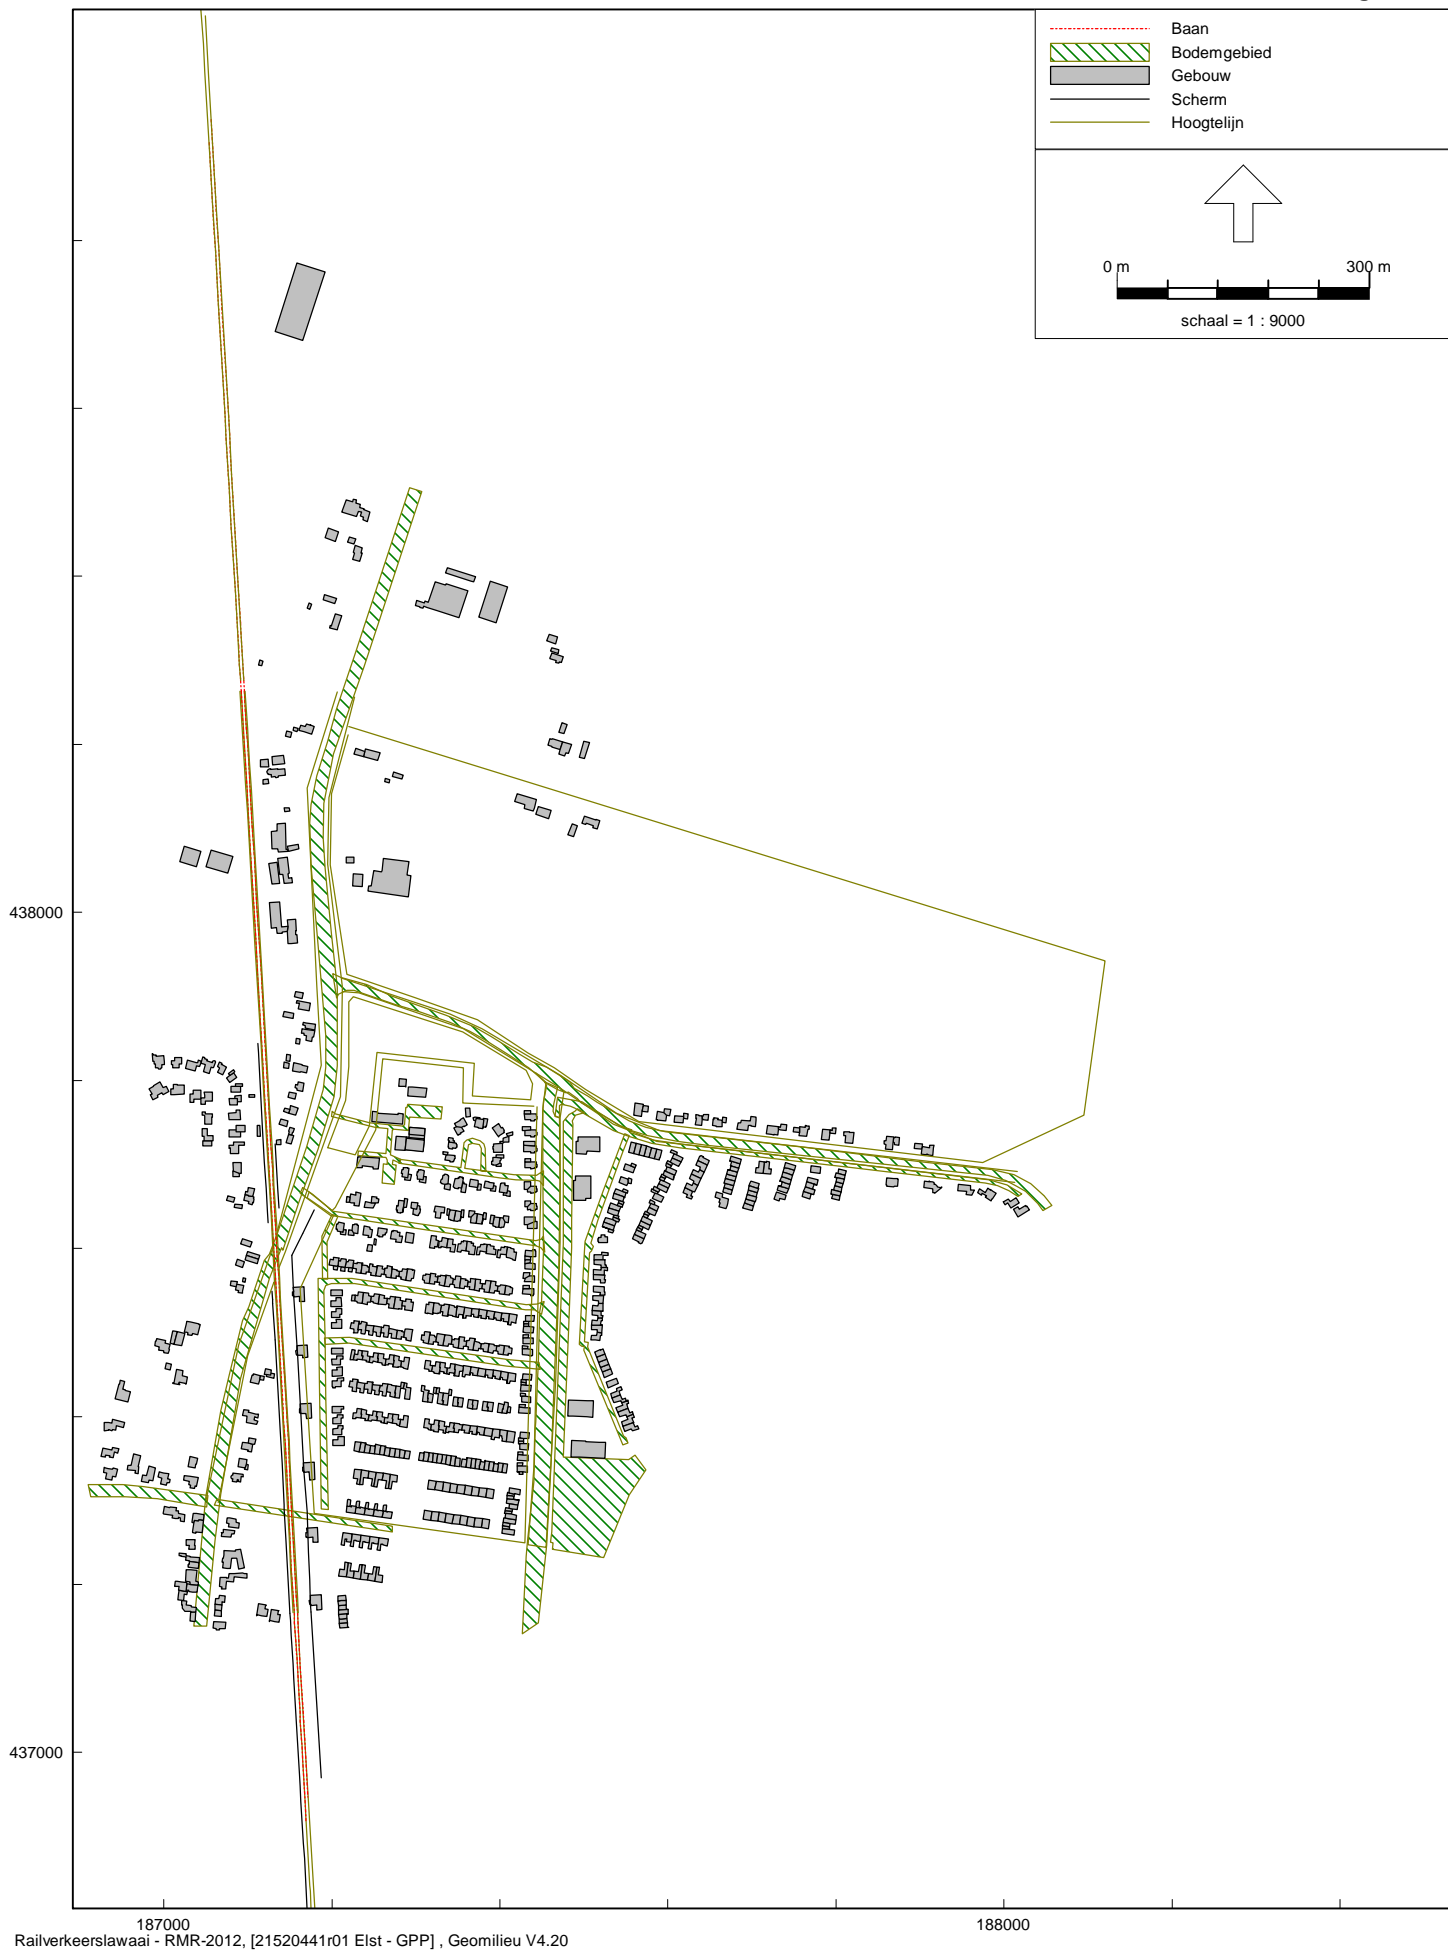 Baan
Bodemgebied
Gebouw
Scherm
Hoogtelijn
0 m 300 m
schaal = 1 : 9000
438000
437000
187000 188000
Railverkeerslawaai - RMR-2012, [21520441r01 Elst - GPP] , Geomilieu V4.20